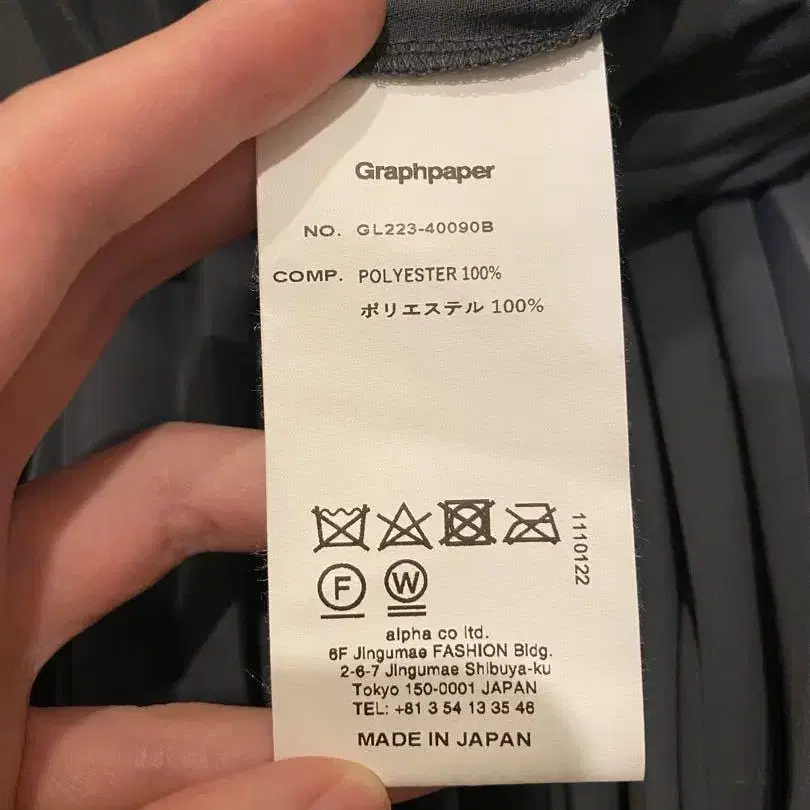 Graphpaper
NO. GL223-40090B
COMP. POLYESTER 100%
ポリエステル 100%
1110122
F W
alpha co ltd.
6F Jingumae FASHION Bldg.
2-6-7 Jingumae Shibuya-ku
Tokyo 150-0001 JAPAN
TEL: +81 3 54 13 35 46
MADE IN JAPAN